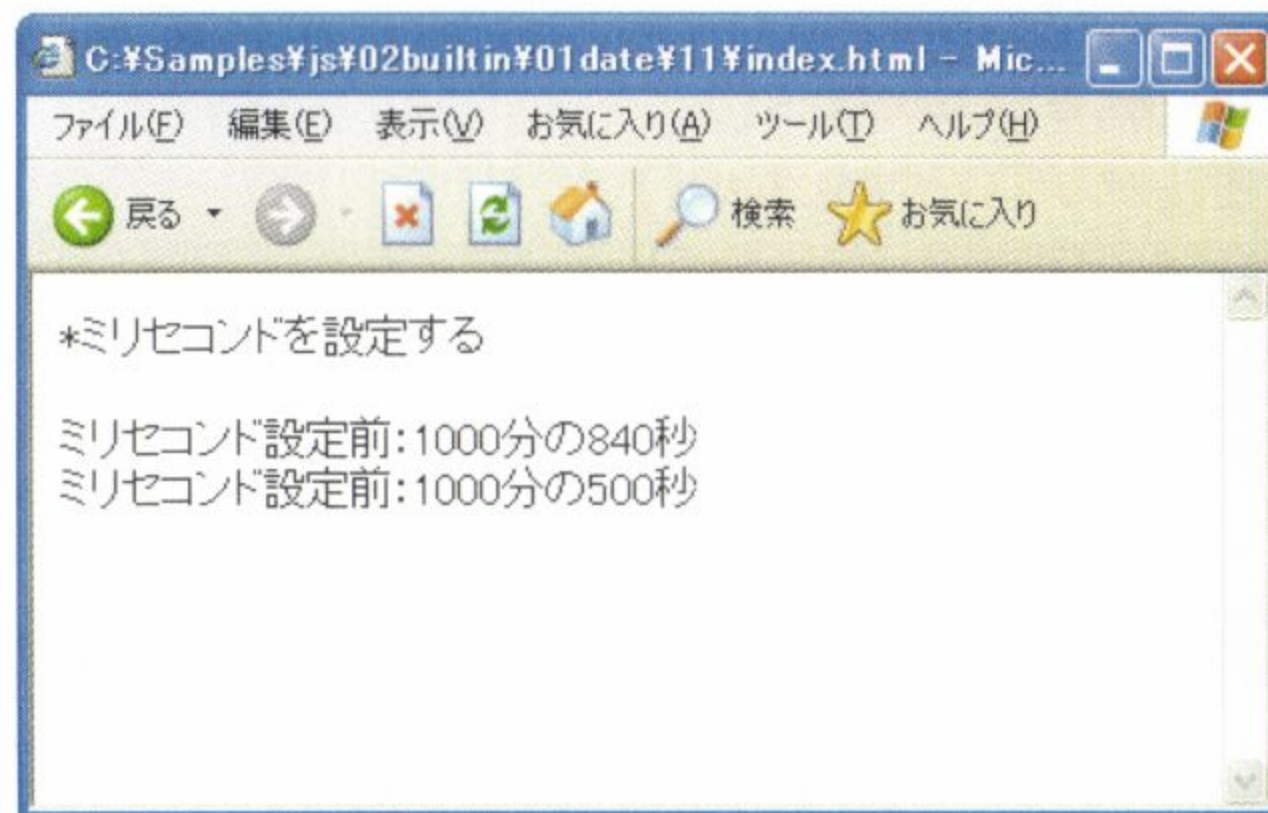 C:¥Samples¥js¥02builtin¥01date¥11¥index.html - Mic...
ファイル(F) 編集(E) 表示(V) お気に入り(A) ツール(T) ヘルプ(H)
戻る 検索 お気に入り
*ミリセコンドを設定する
ミリセコンド設定前:1000分の840秒
ミリセコンド設定前:1000分の500秒